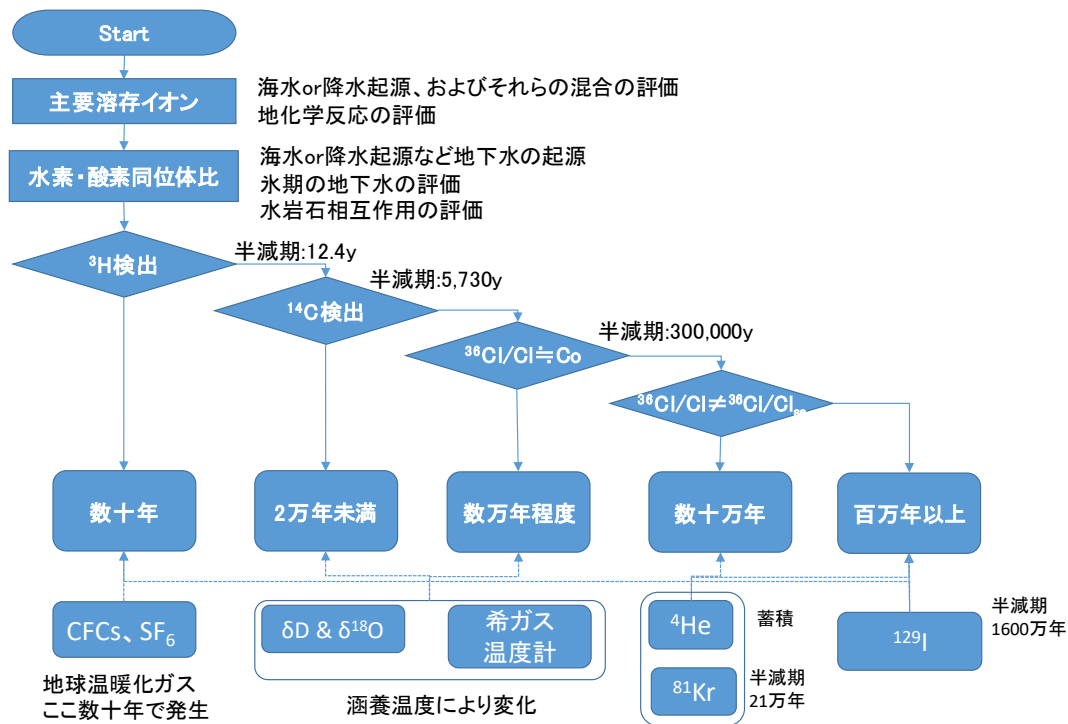 Start
主要溶存イオン
海水or降水起源、およびそれらの混合の評価
地化学反応の評価
水素・酸素同位体比
海水or降水起源など地下水の起源
氷期の地下水の評価
水岩石相互作用の評価
³H検出
半減期:12.4y
¹⁴C検出
半減期:5,730y
³⁶Cl/Cl≒Co
半減期:300,000y
³⁶Cl/Cl≠³⁶Cl/Cl
数十年
2万年未満
数万年程度
数十万年
百万年以上
CFCs、SF₆
地球温暖化ガス
ここ数十年で発生
δD & δ¹⁸O
希ガス
温度計
涵養温度により変化
⁴He
蓄積
⁸¹Kr
半減期
21万年
¹²⁹I
半減期
1600万年